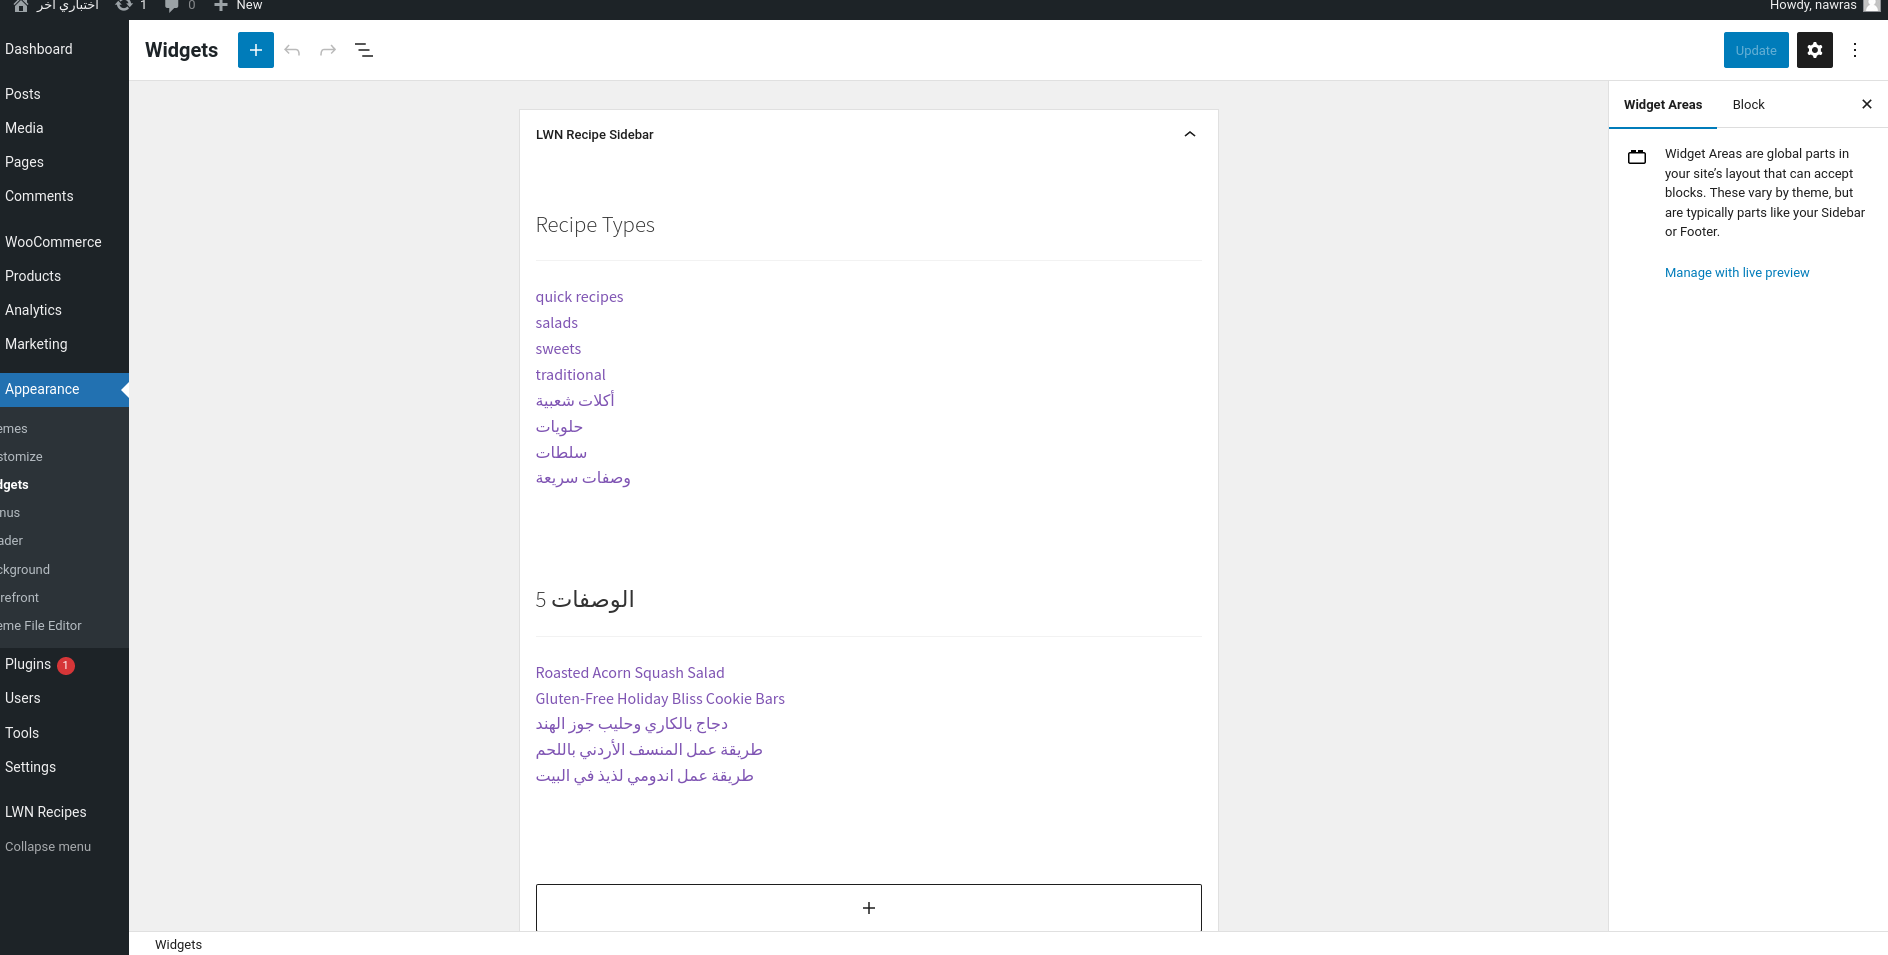 اختباري آخر 1 0 New Howdy, nawras
Dashboard
Posts
Media
Pages
Comments
WooCommerce
Products
Analytics
Marketing
Appearance
emes
stomize
dgets
nus
ader
ckground
refront
eme File Editor
Plugins 1
Users
Tools
Settings
LWN Recipes
Collapse menu
Widgets
Update
LWN Recipe Sidebar
Recipe Types
quick recipes
salads
sweets
traditional
أكلات شعبية
حلويات
سلطات
وصفات سريعة
5 الوصفات
Roasted Acorn Squash Salad
Gluten-Free Holiday Bliss Cookie Bars
دجاج بالكاري وحليب جوز الهند
طريقة عمل المنسف الأردني باللحم
طريقة عمل اندومي لذيذ في البيت
Widget Areas Block
Widget Areas are global parts in
your site’s layout that can accept
blocks. These vary by theme, but
are typically parts like your Sidebar
or Footer.
Manage with live preview
Widgets